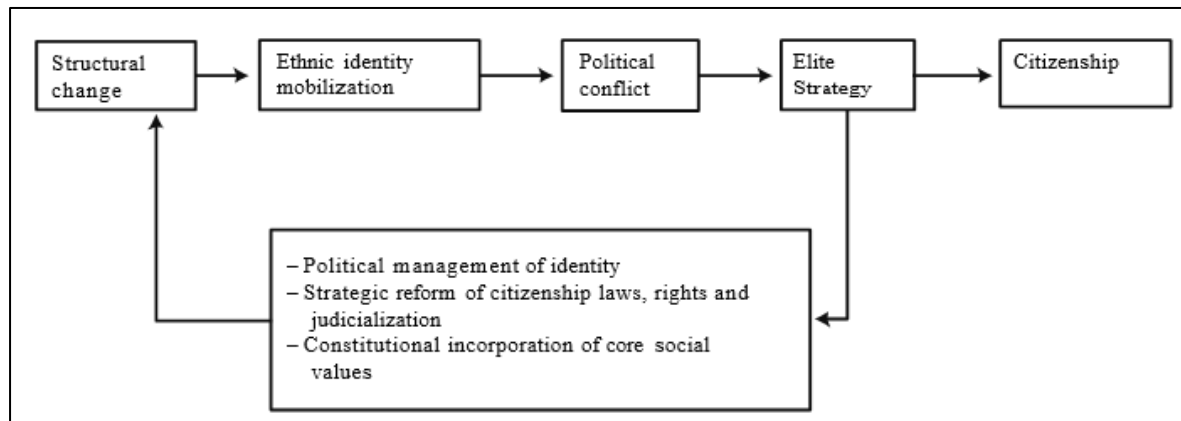 Structural
change
Ethnic identity
mobilization
Political
conflict
Elite
Strategy
Citizenship
– Political management of identity
– Strategic reform of citizenship laws, rights and
judicialization
– Constitutional incorporation of core social
values